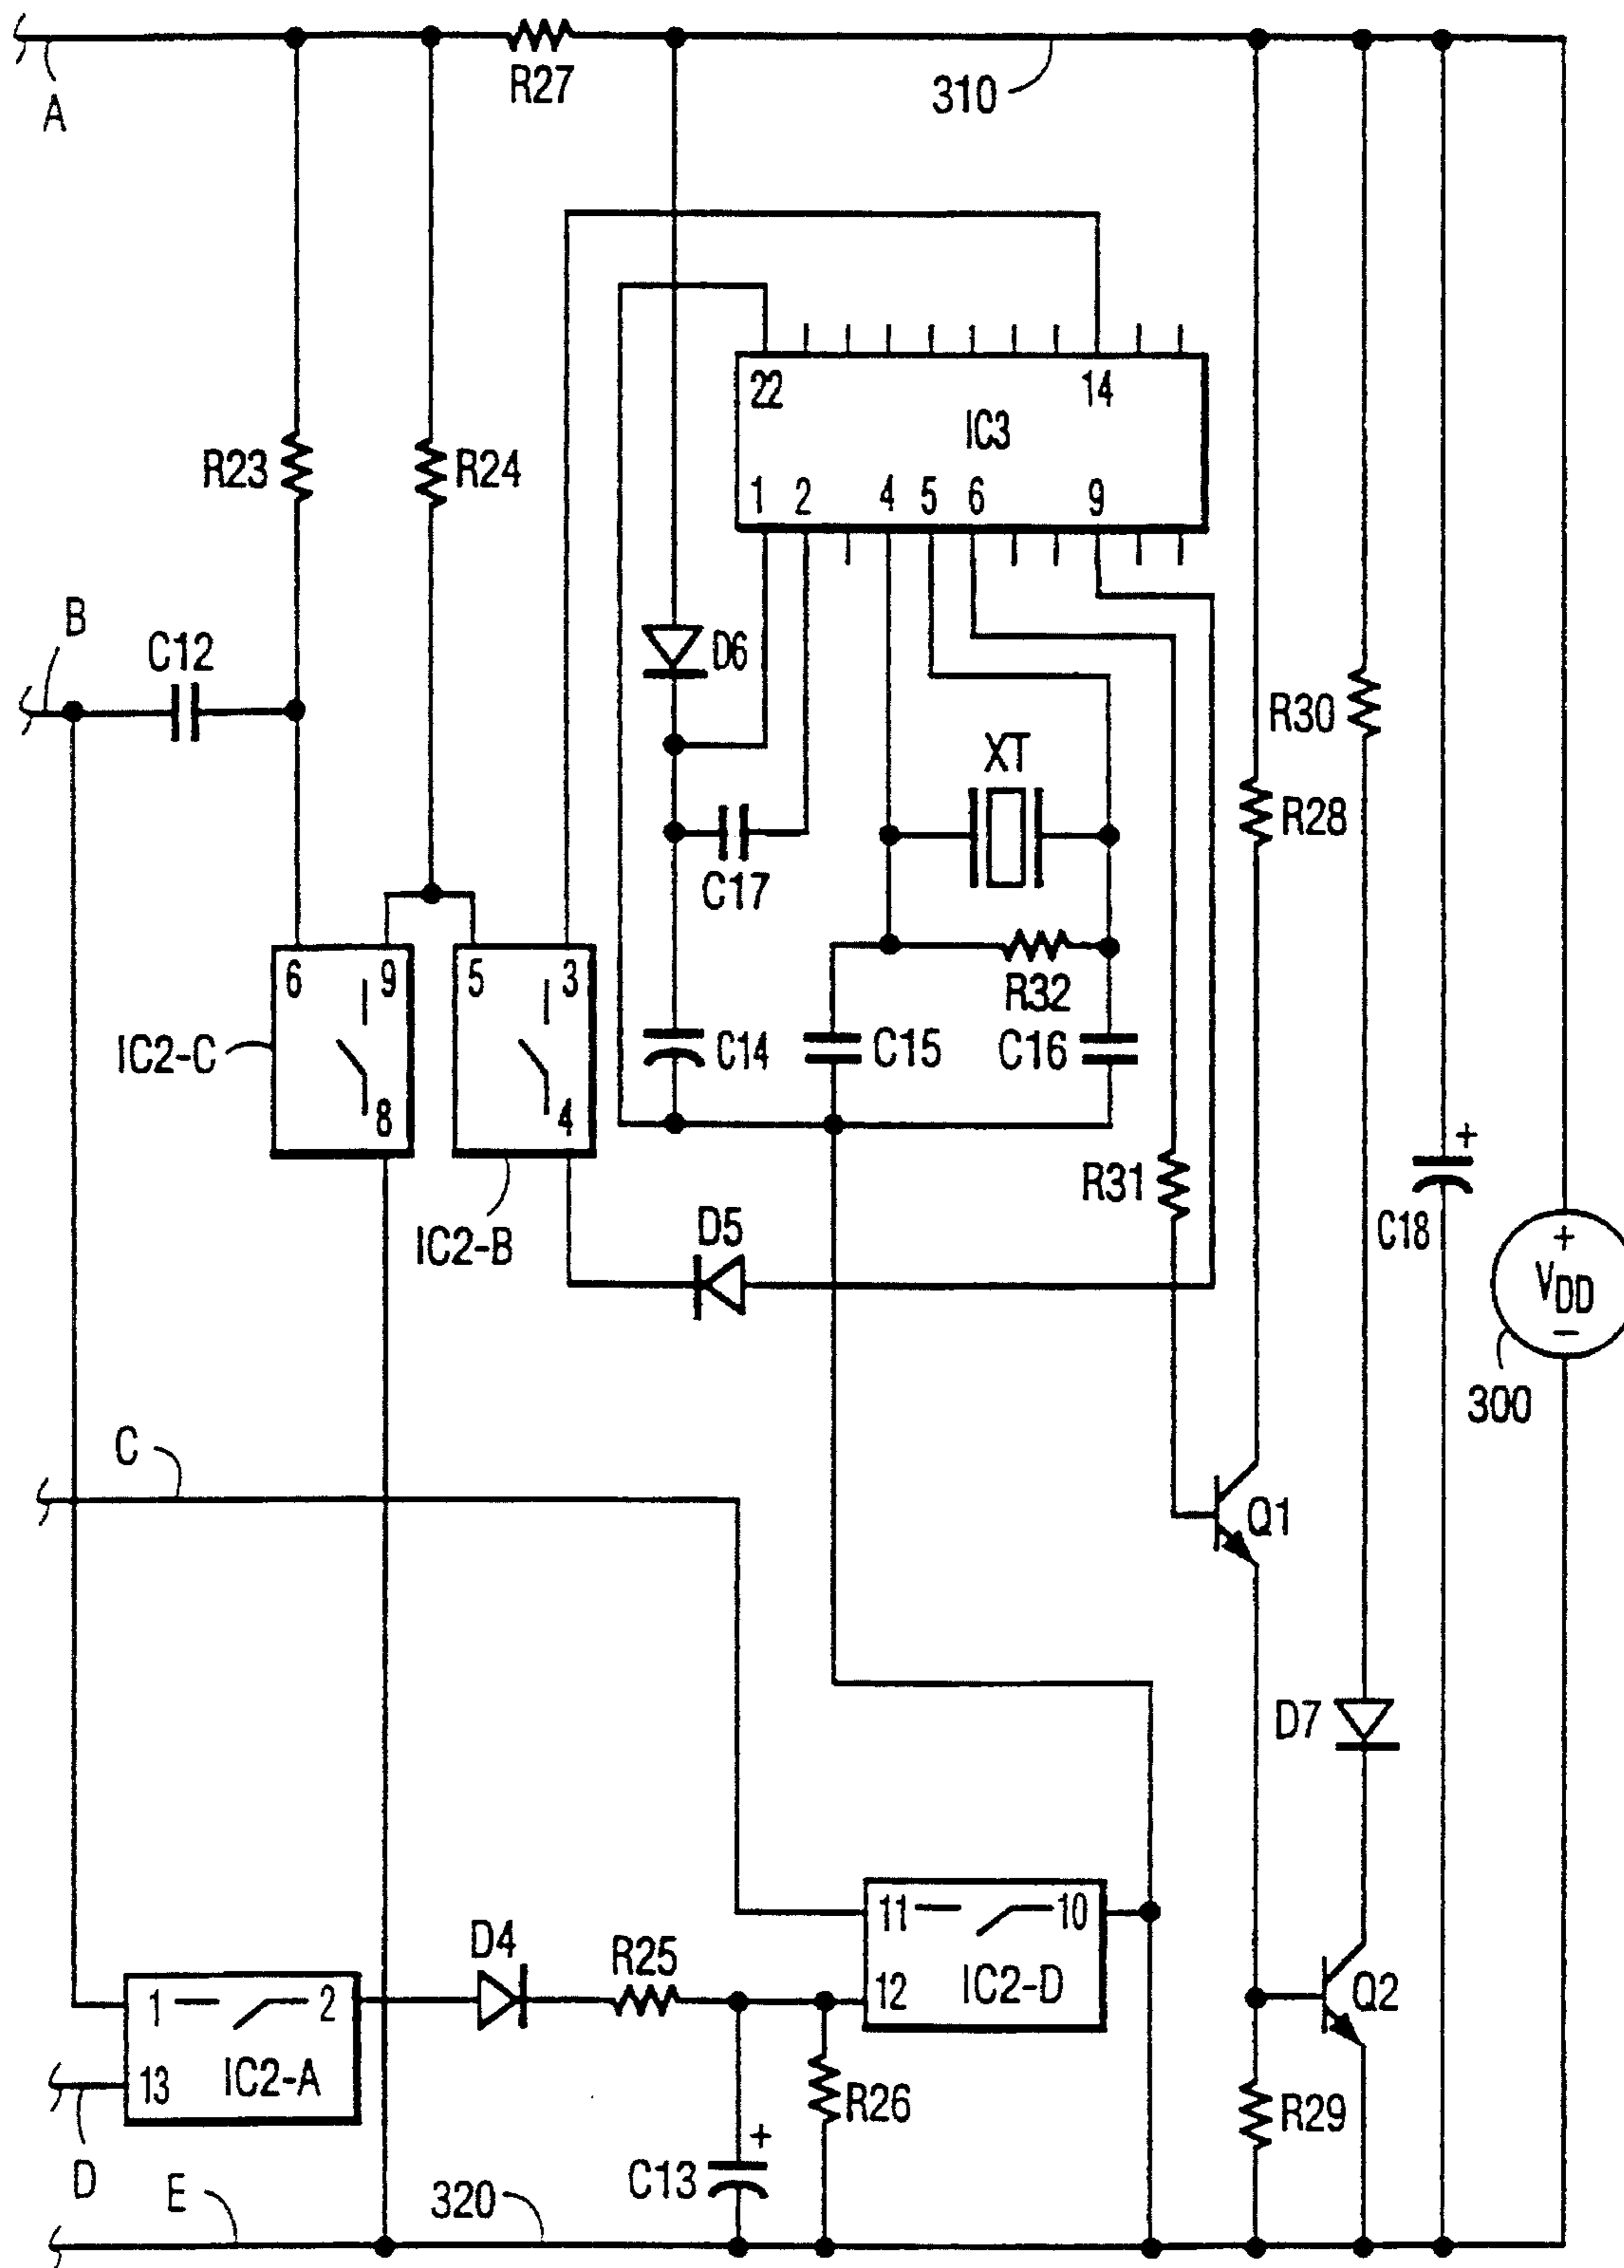 A
R27
310
22
14
IC3
1 2 4 5 6 9
R23
R24
B
C12
D6
R30
XT
R28
C17
6 9
5 3
R32
IC2-C
C14
C15
C16
8
4
+
R31
C18
IC2-B
D5
+
VDD
−
300
C
Q1
D7
11 10
D4
R25
12 IC2-D
1 2
Q2
13 IC2-A
R26
R29
D
E
320
C13
+